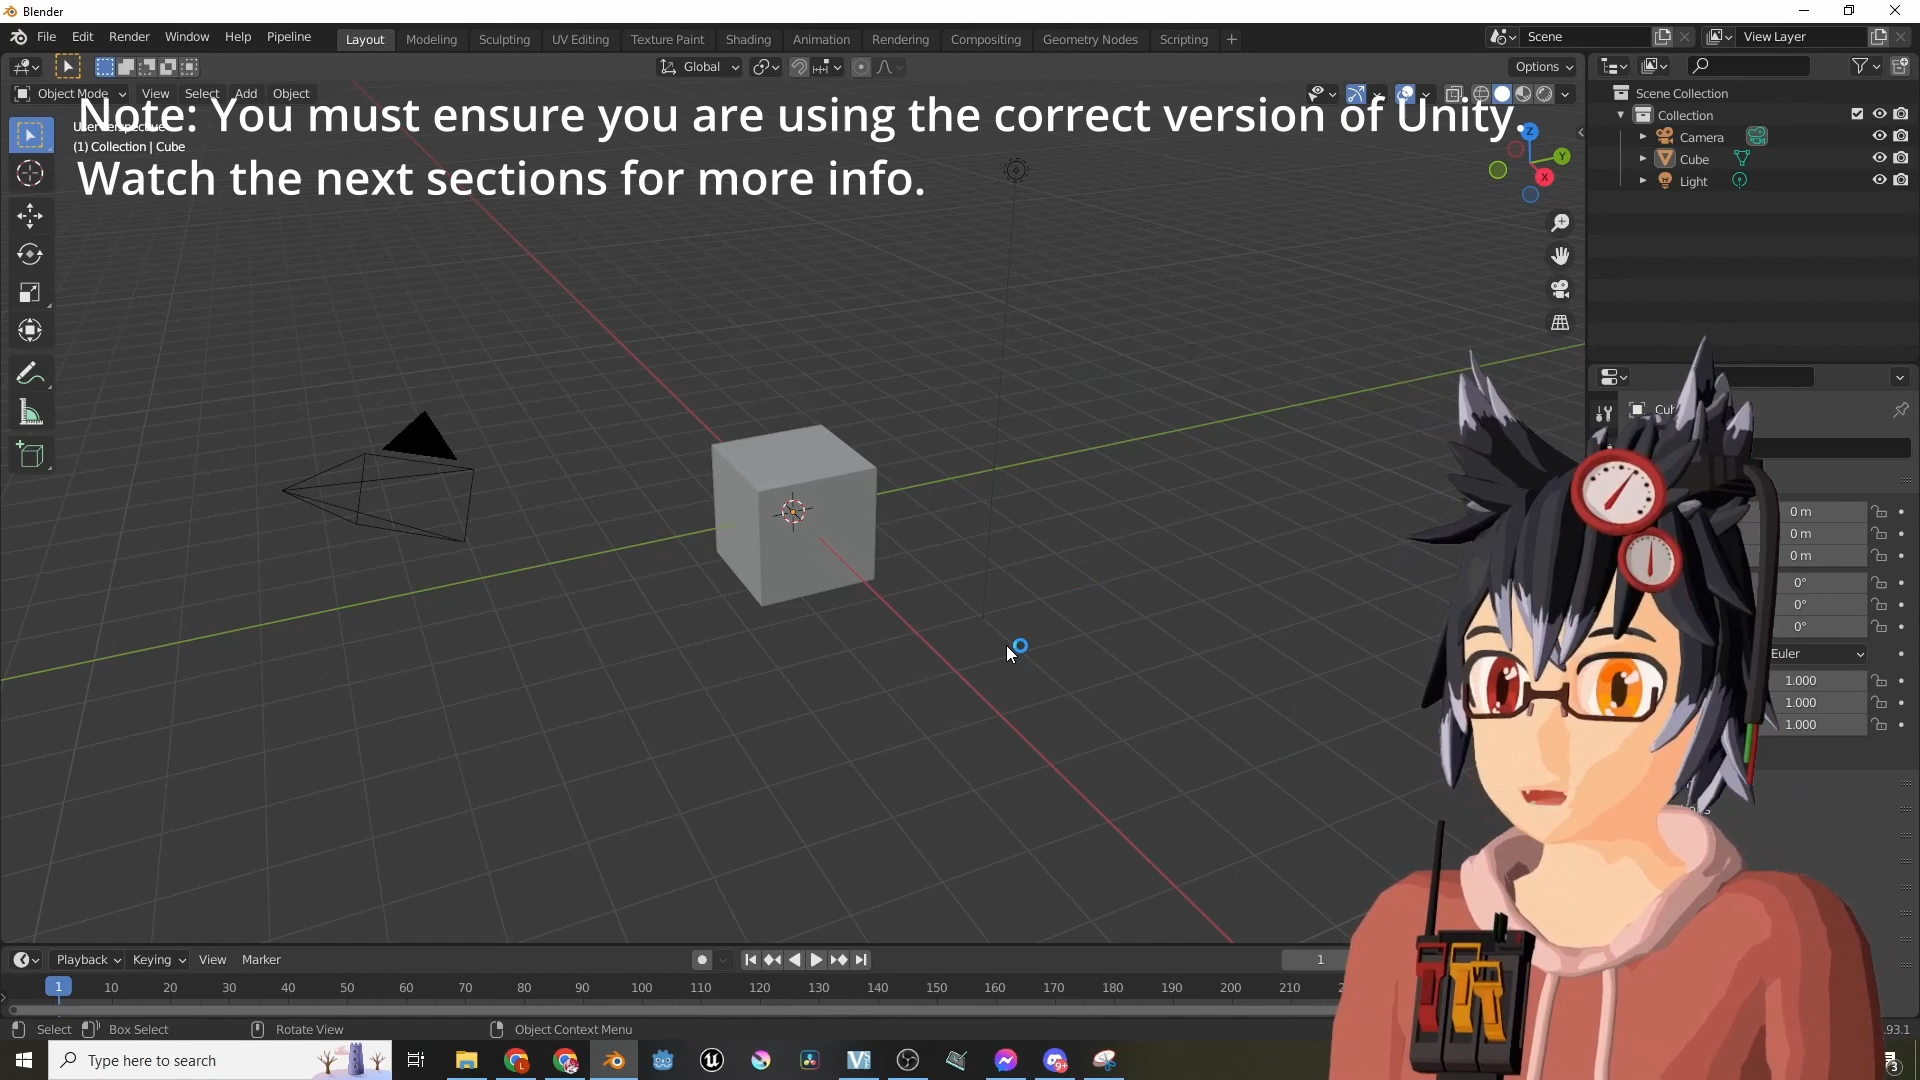 Blender
File Edit Render Window Help Pipeline
Layout Modeling Sculpting UV Editing Texture Paint Shading Animation Rendering Compositing Geometry Nodes Scripting +
Scene
View Layer
Global
Options
Object Mode View Select Add Object
Note: You must ensure you are using the correct version of Unity.
Watch the next sections for more info.
(1) Collection | Cube
Z
Y
X
Scene Collection
Collection
Camera
Cube
Light
0 m
0 m
0 m
0°
0°
0°
Euler
1.000
1.000
1.000
Playback Keying View Marker
1
1 10 20 30 40 50 60 70 80 90 100 110 120 130 140 150 160 170 180 190 200 210
Select Box Select Rotate View Object Context Menu
.93.1
Type here to search
9+
3